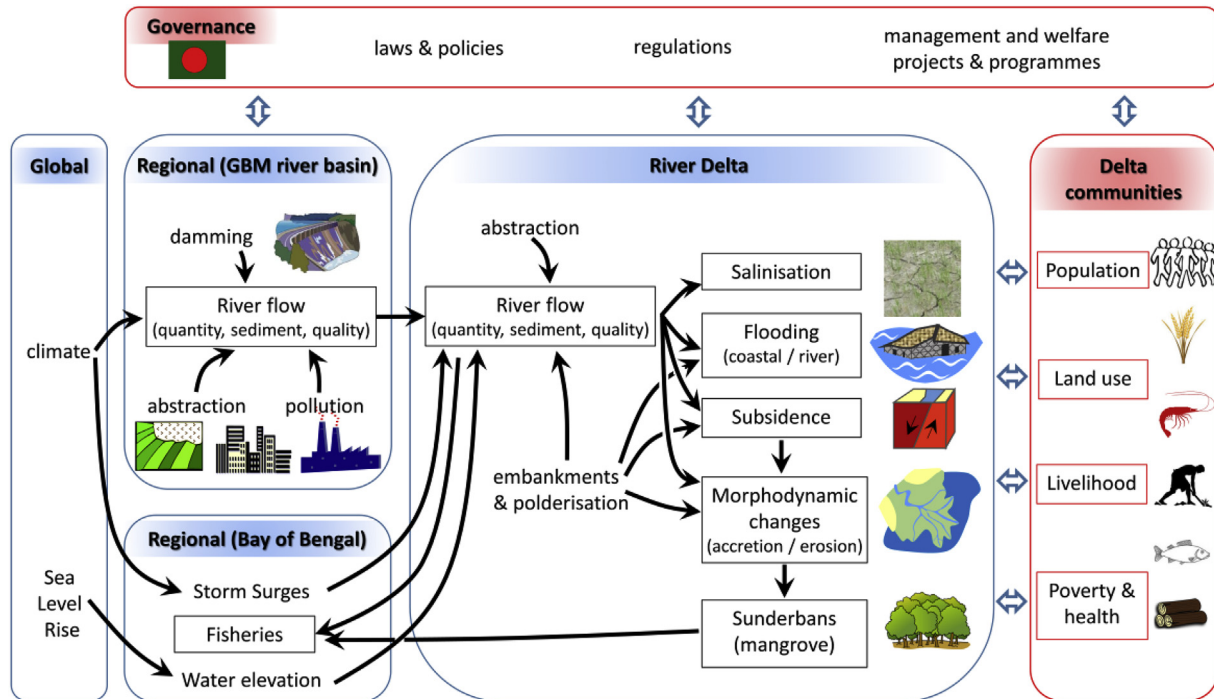 Governance
laws & policies
regulations
management and welfare
projects & programmes
Global
climate
Sea
Level
Rise
Regional (GBM river basin)
damming
River flow
(quantity, sediment, quality)
abstraction
pollution
Regional (Bay of Bengal)
Storm Surges
Fisheries
Water elevation
River Delta
abstraction
River flow
(quantity, sediment, quality)
embankments
& polderisation
Salinisation
Flooding
(coastal / river)
Subsidence
Morphodynamic
changes
(accretion / erosion)
Sunderbans
(mangrove)
Delta
communities
Population
Land use
Livelihood
Poverty &
health